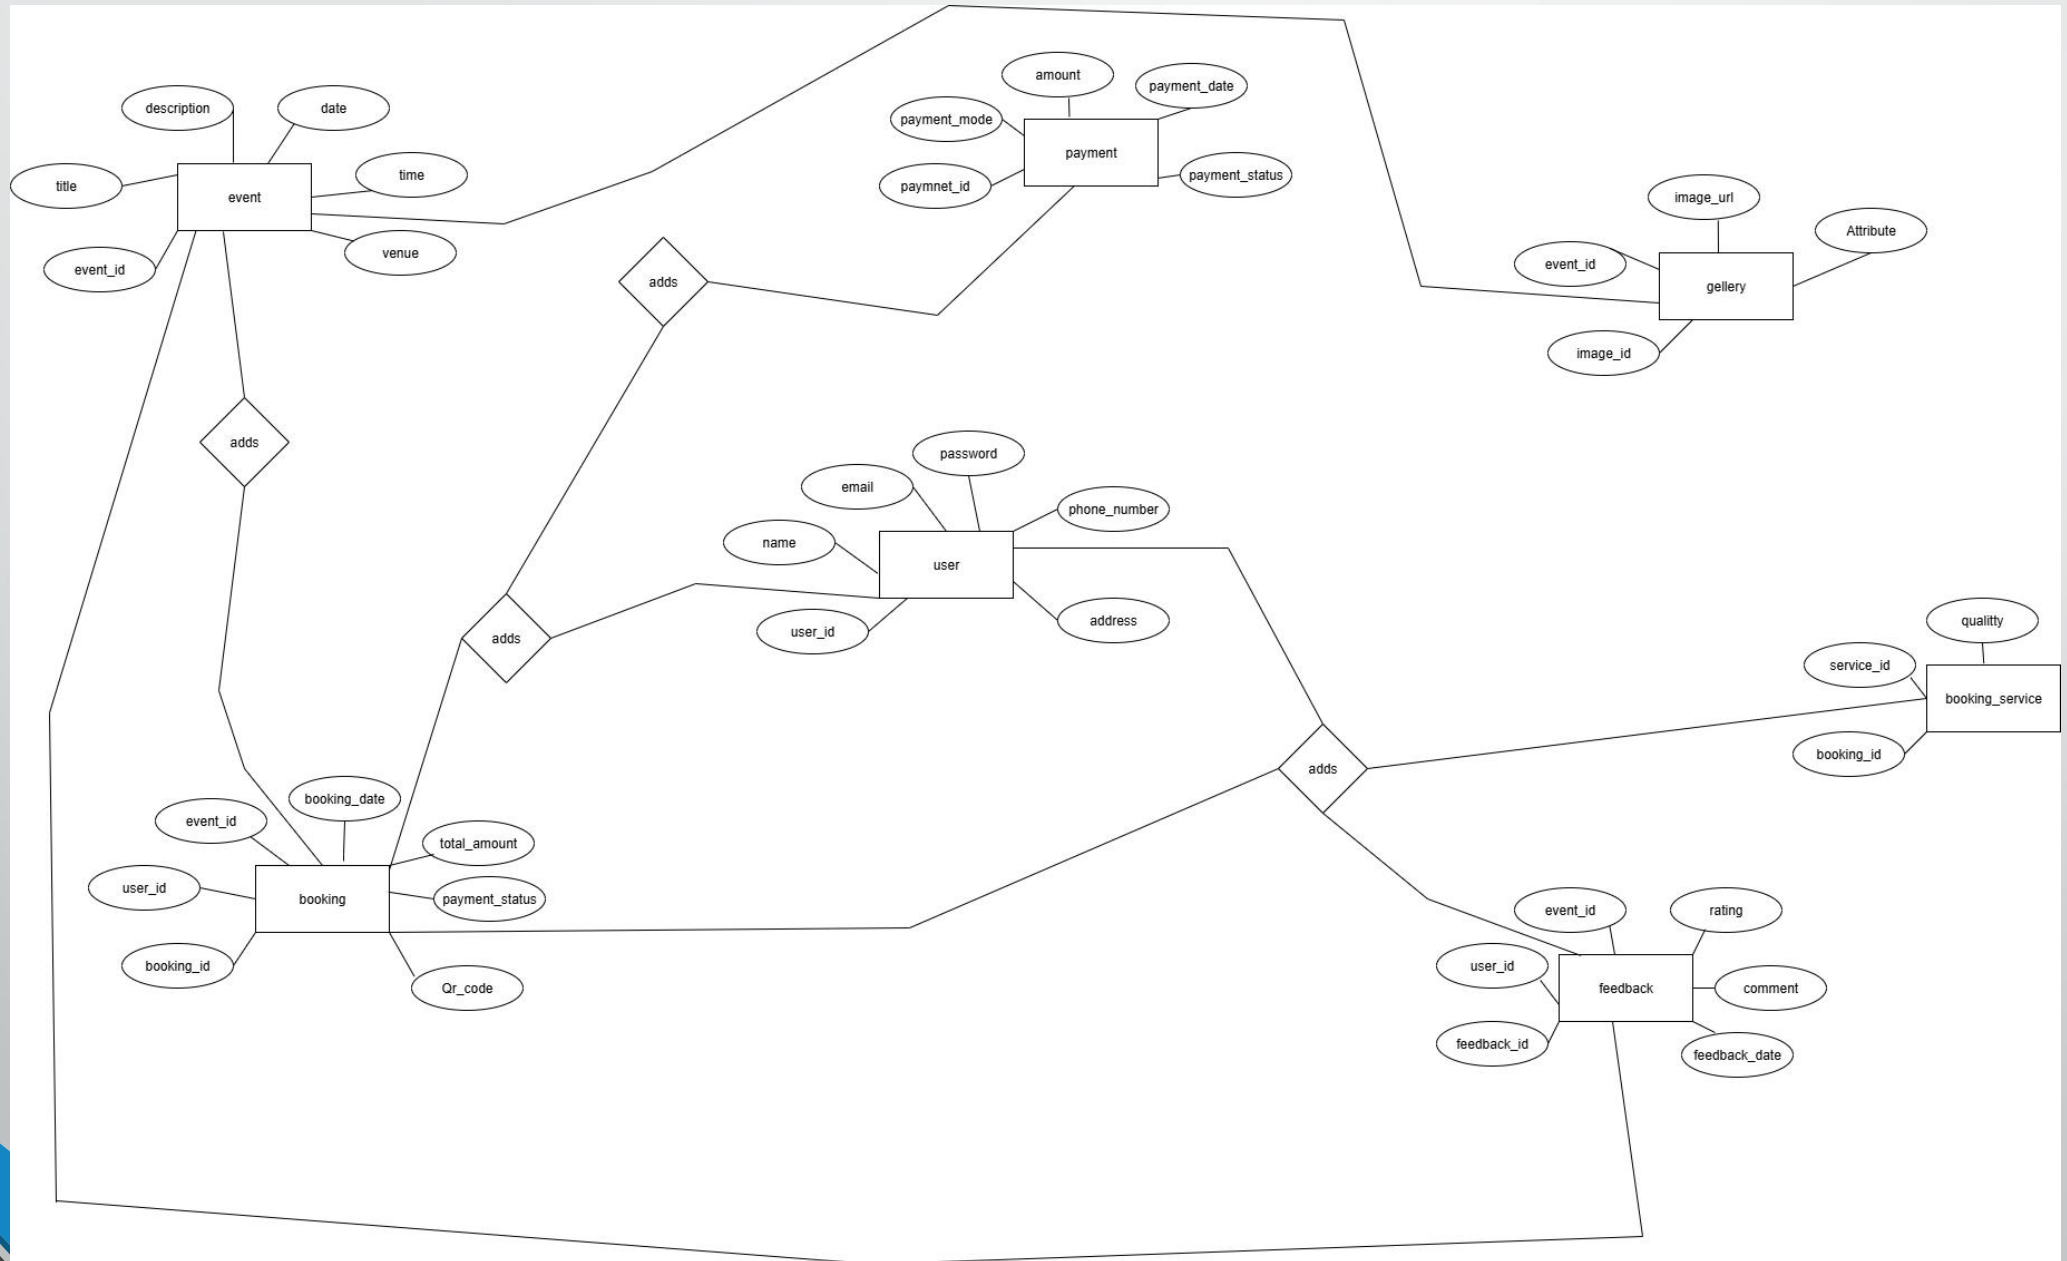 amount
payment_date
description
date
payment_mode
payment
time
payment_status
title
event
paymnet_id
image_url
Attribute
venue
event_id
event_id
adds
gellery
image_id
adds
password
email
phone_number
name
user
address
user_id
adds
qualitty
service_id
booking_service
booking_id
adds
booking_date
event_id
total_amount
user_id
booking
payment_status
event_id
rating
booking_id
user_id
Qr_code
feedback
comment
feedback_id
feedback_date